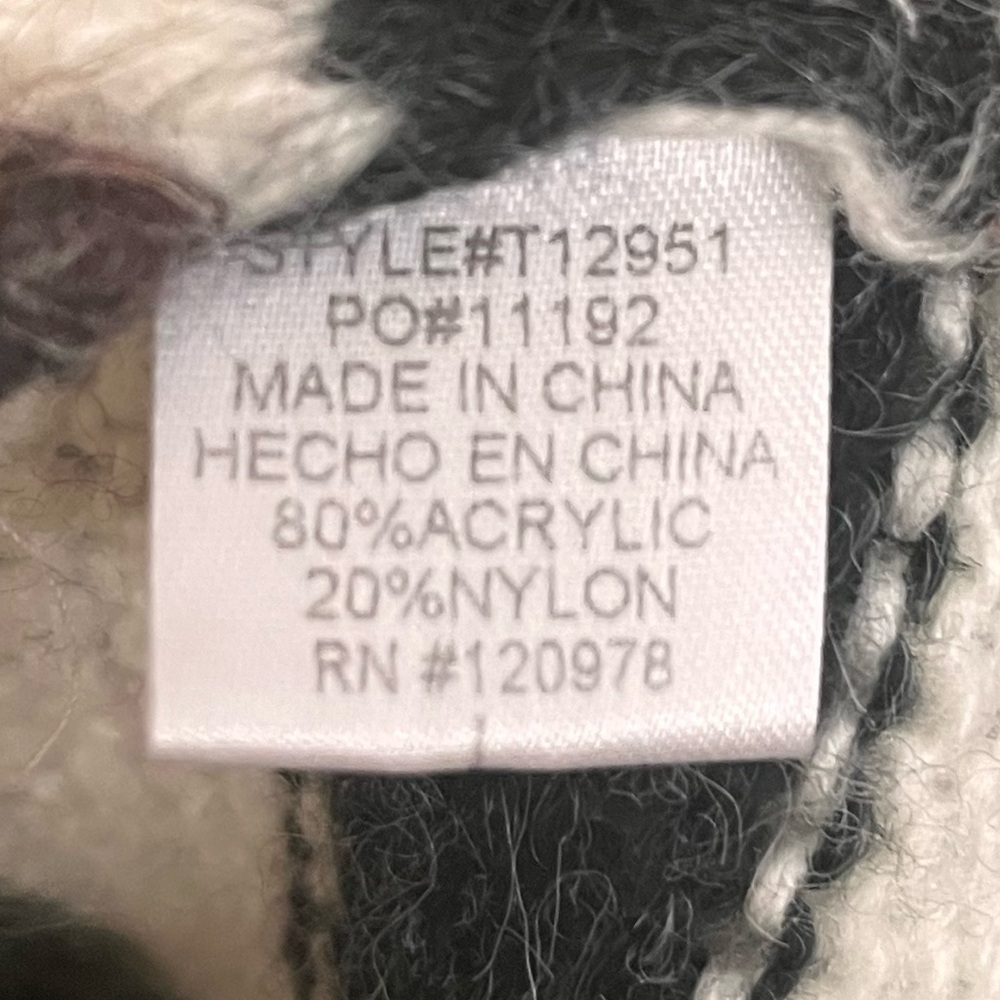 STYLE#T12951
PO#11192
MADE IN CHINA
HECHO EN CHINA
80%ACRYLIC
20%NYLON
RN #120978